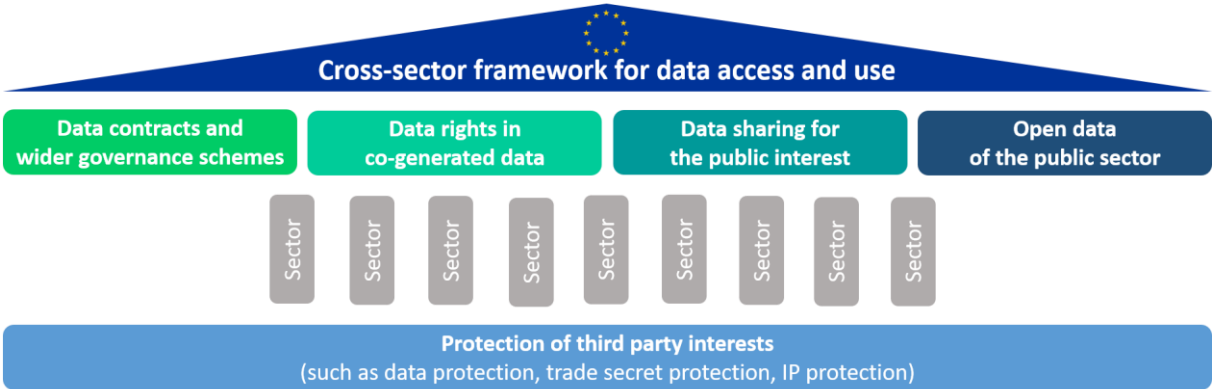 Cross-sector framework for data access and use
Data contracts and
wider governance schemes
Data rights in
co-generated data
Data sharing for
the public interest
Open data
of the public sector
Sector
Sector
Sector
Sector
Sector
Sector
Sector
Sector
Sector
Protection of third party interests
(such as data protection, trade secret protection, IP protection)